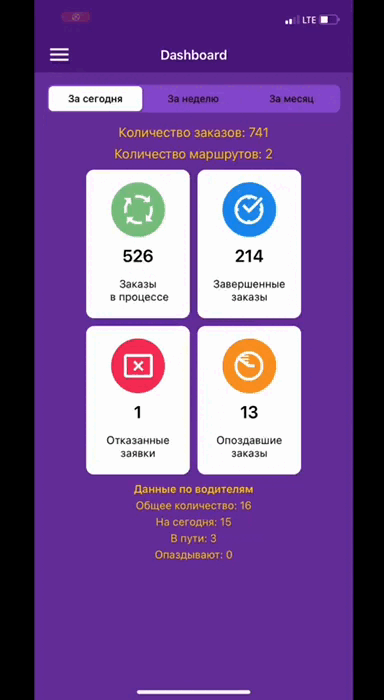 LTE
Dashboard
За сегодня
За неделю
За месяц
Количество заказов: 741
Количество маршрутов: 2
526
Заказы
в процессе
214
Завершенные
заказы
1
Отказанные
заявки
13
Опоздавшие
заказы
Данные по водителям
Общее количество: 16
На сегодня: 15
В пути: 3
Опаздывают: 0